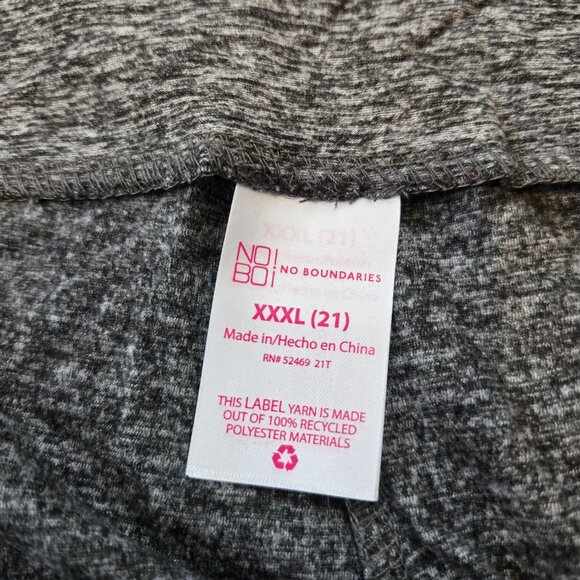 XXXL (21)
NO!
BO¡ NO BOUNDARIES
XXXL (21)
Made in/Hecho en China
RN# 52469 21T
THIS LABEL YARN IS MADE
OUT OF 100% RECYCLED
POLYESTER MATERIALS